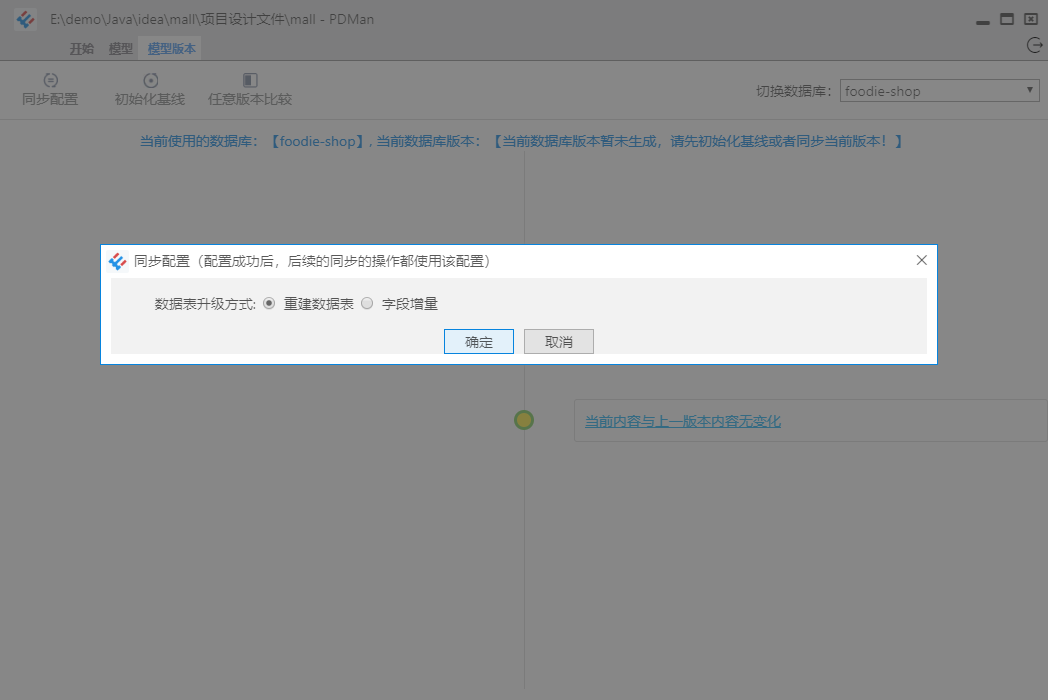 E:\demo\Java\idea\mall\项目设计文件\mall - PDMan
开始 模型 模型版本
同步配置 初始化基线 任意版本比较 切换数据库： foodie-shop
当前使用的数据库：【foodie-shop】, 当前数据库版本：【当前数据库版本暂未生成，请先初始化基线或者同步当前版本！】
同步配置（配置成功后，后续的同步的操作都使用该配置）
数据表升级方式: 重建数据表 字段增量
确定 取消
当前内容与上一版本内容无变化